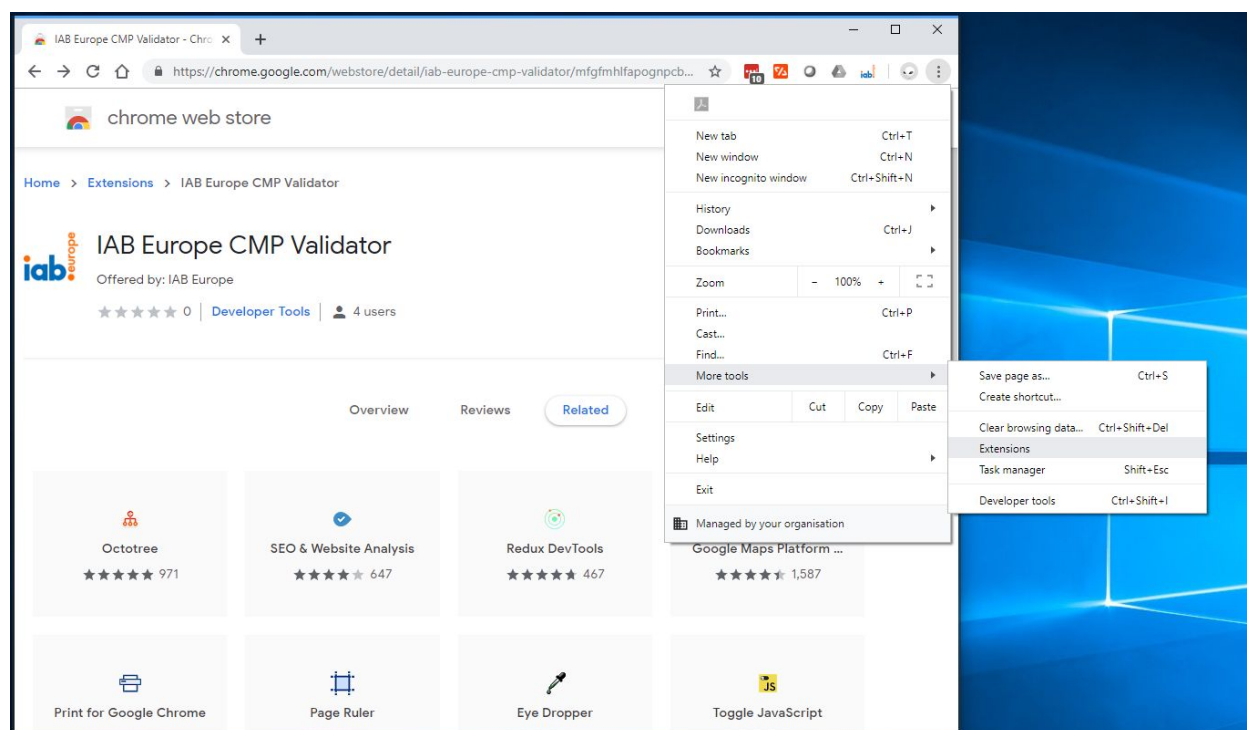 IAB Europe CMP Validator - Chro
https://chrome.google.com/webstore/detail/iab-europe-cmp-validator/mfgfmhlfapognpcb...
10
iab
chrome web store
Home > Extensions > IAB Europe CMP Validator
iab europe
IAB Europe CMP Validator
Offered by: IAB Europe
0 | Developer Tools | 4 users
Overview Reviews Related
Octotree
971
SEO & Website Analysis
647
Redux DevTools
467
Google Maps Platform ...
1,587
Print for Google Chrome
Page Ruler
Eye Dropper
JS
Toggle JavaScript
New tab Ctrl+T
New window Ctrl+N
New incognito window Ctrl+Shift+N
History
Downloads Ctrl+J
Bookmarks
Zoom - 100% +
Print... Ctrl+P
Cast...
Find... Ctrl+F
More tools
Edit Cut Copy Paste
Settings
Help
Exit
Managed by your organisation
Save page as... Ctrl+S
Create shortcut...
Clear browsing data... Ctrl+Shift+Del
Extensions
Task manager Shift+Esc
Developer tools Ctrl+Shift+I